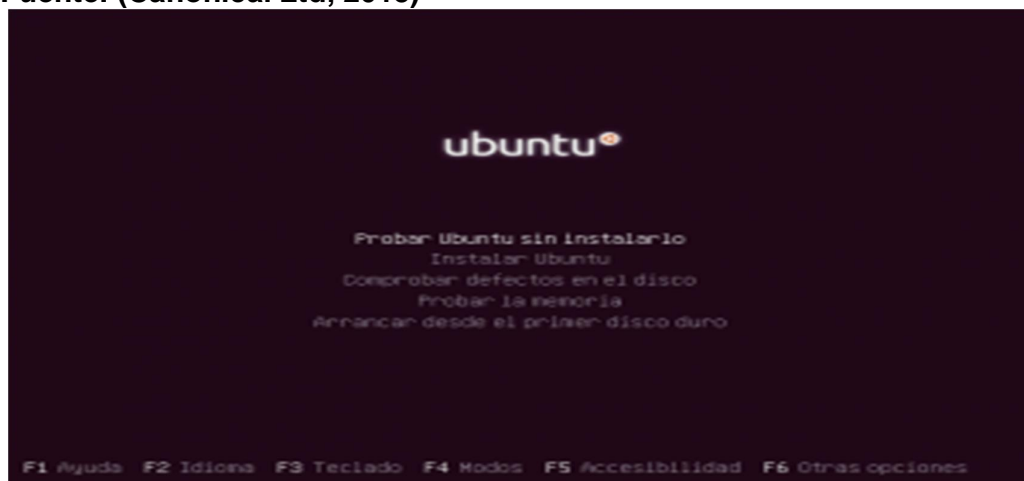 ubuntu
Probar Ubuntu sin instalarlo
Instalar Ubuntu
Comprobar defectos en el disco
Probar la memoria
Arrancar desde el primer disco duro
F1 Ayuda F2 Idioma F3 Teclado F4 Modos F5 Accesibilidad F6 Otras opciones